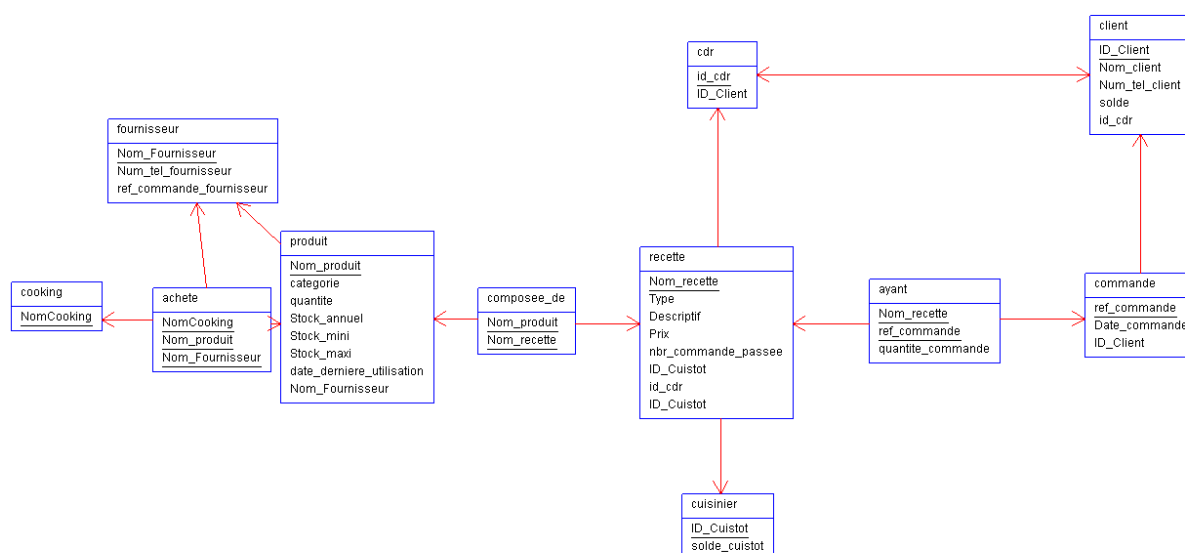 client
ID_Client
Nom_client
Num_tel_client
solde
id_cdr
cdr
id_cdr
ID_Client
fournisseur
Nom_Fournisseur
Num_tel_fournisseur
ref_commande_fournisseur
produit
Nom_produit
categorie
quantite
Stock_annuel
Stock_mini
Stock_maxi
date_derniere_utilisation
Nom_Fournisseur
recette
Nom_recette
Type
Descriptif
Prix
nbr_commande_passee
ID_Cuistot
id_cdr
ID_Cuistot
cooking
NomCooking
achete
NomCooking
Nom_produit
Nom_Fournisseur
composee_de
Nom_produit
Nom_recette
ayant
Nom_recette
ref_commande
quantite_commande
commande
ref_commande
Date_commande
ID_Client
cuisinier
ID_Cuistot
solde_cuistot